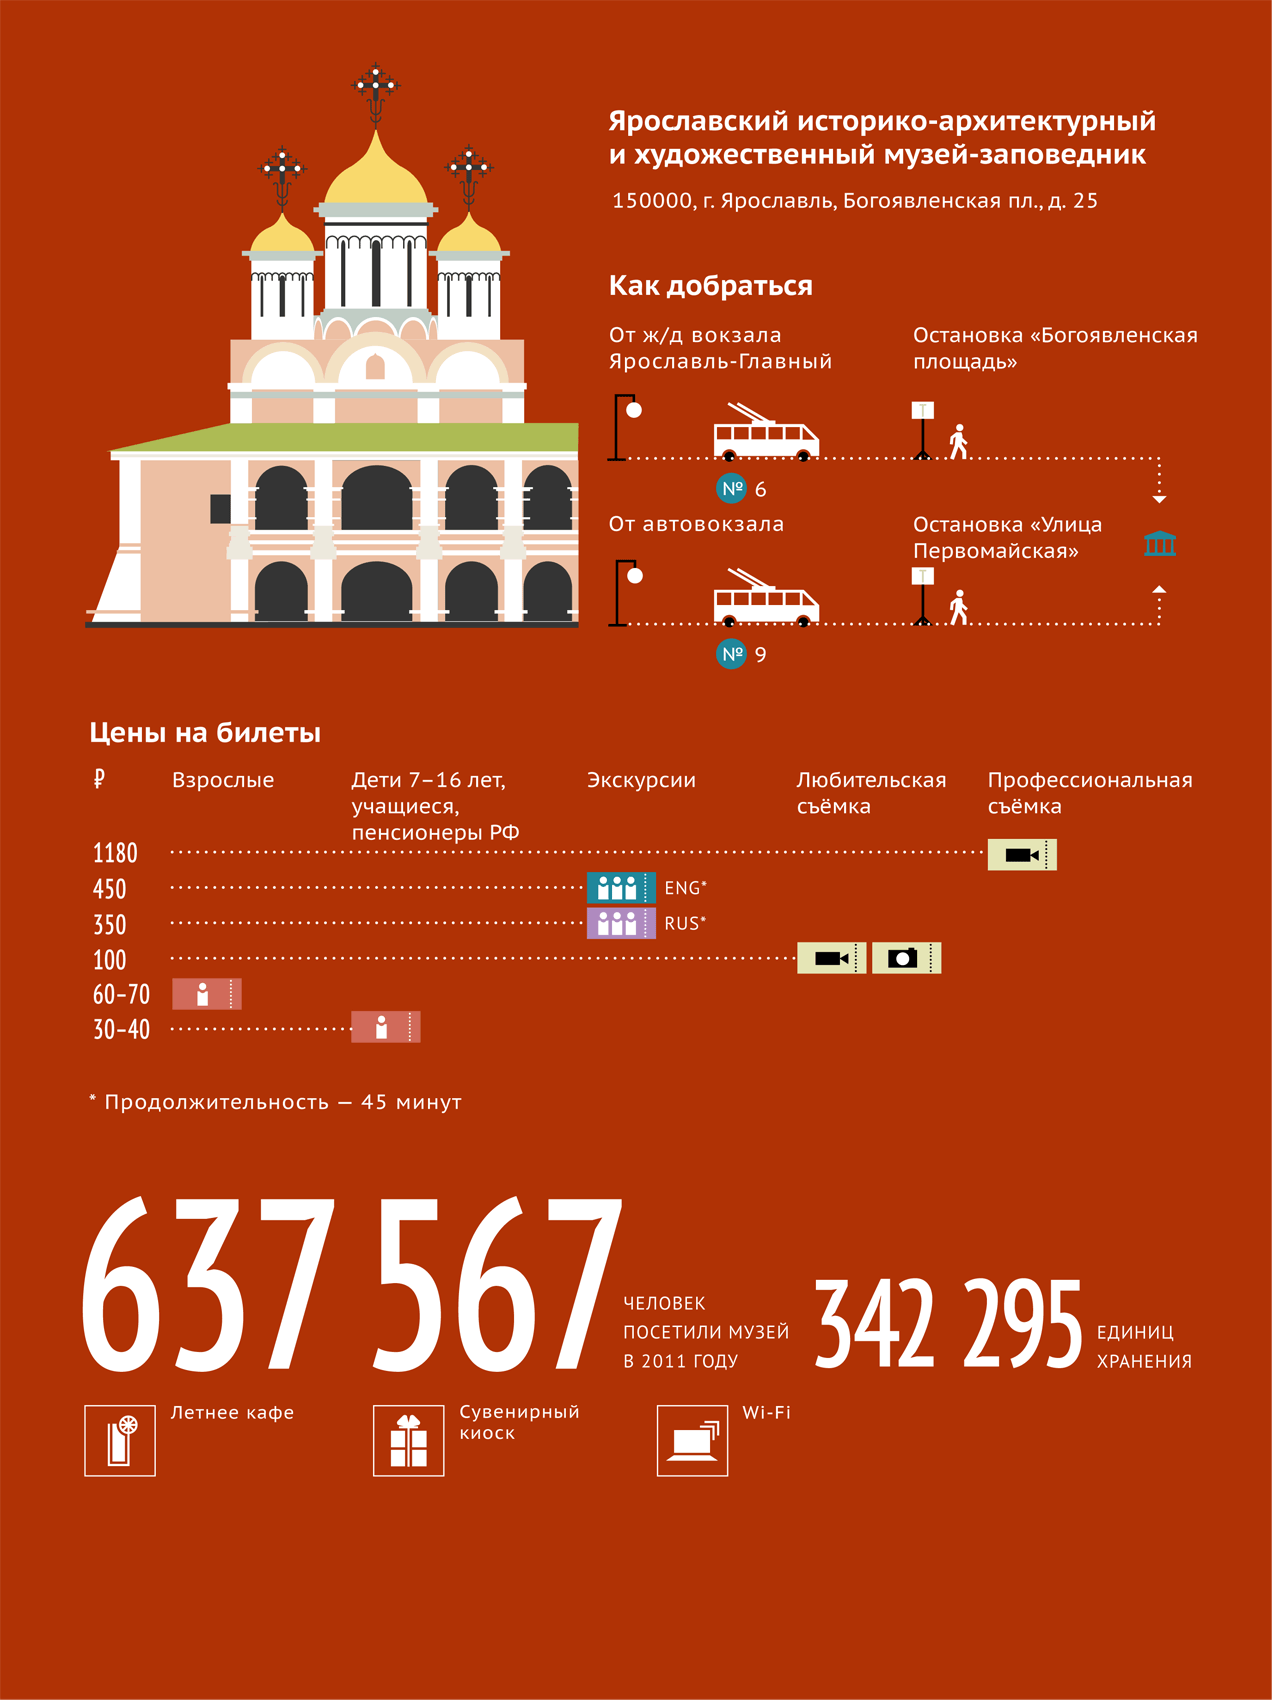 Ярославский историко-архитектурный
и художественный музей-заповедник
150000, г. Ярославль, Богоявленская пл., д. 25
Как добраться
От ж/д вокзала
Ярославль-Главный
Остановка «Богоявленская
площадь»
Т
№ 6
От автовокзала
Остановка «Улица
Первомайская»
Т
№ 9
Цены на билеты
₽
Взрослые
Дети 7–16 лет,
учащиеся,
пенсионеры РФ
Экскурсии
Любительская
съёмка
Профессиональная
съёмка
1180
450
ENG*
350
RUS*
100
60–70
30–40
* Продолжительность — 45 минут
637 567
ЧЕЛОВЕК
ПОСЕТИЛИ МУЗЕЙ
В 2011 ГОДУ
342 295
ЕДИНИЦ
ХРАНЕНИЯ
Летнее кафе
Сувенирный
киоск
Wi-Fi